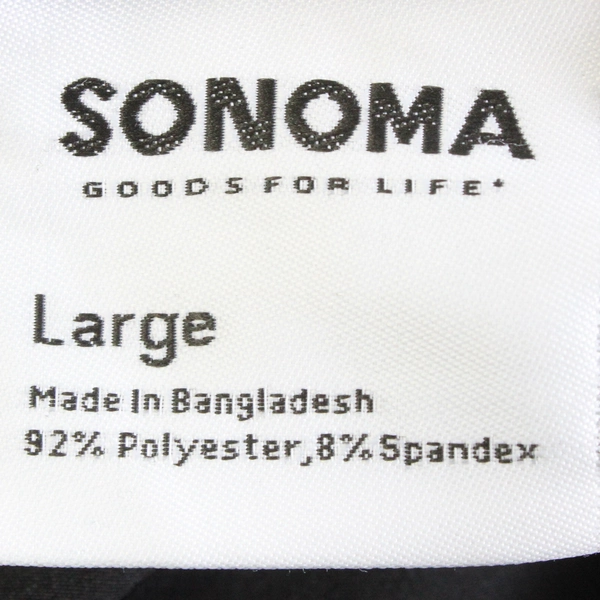 SONOMA
GOODS FOR LIFE*
Large
Made In Bangladesh
92% Polyester,8%Spandex